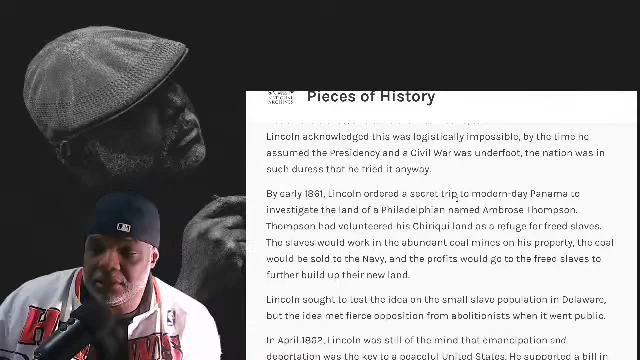 NATIONAL
ARCHIVES
Pieces of History
Lincoln acknowledged this was logistically impossible, by the time he
assumed the Presidency and a Civil War was underfoot, the nation was in
such duress that he tried it anyway.
By early 1861, Lincoln ordered a secret trip to modern-day Panama to
investigate the land of a Philadelphian named Ambrose Thompson.
Thompson had volunteered his Chiriqui land as a refuge for freed slaves.
The slaves would work in the abundant coal mines on his property, the coal
would be sold to the Navy, and the profits would go to the freed slaves to
further build up their new land.
Lincoln sought to test the idea on the small slave population in Delaware,
but the idea met fierce opposition from abolitionists when it went public.
In April 1862, Lincoln was still of the mind that emancipation and
deportation was the key to a peaceful United States. He supported a bill in